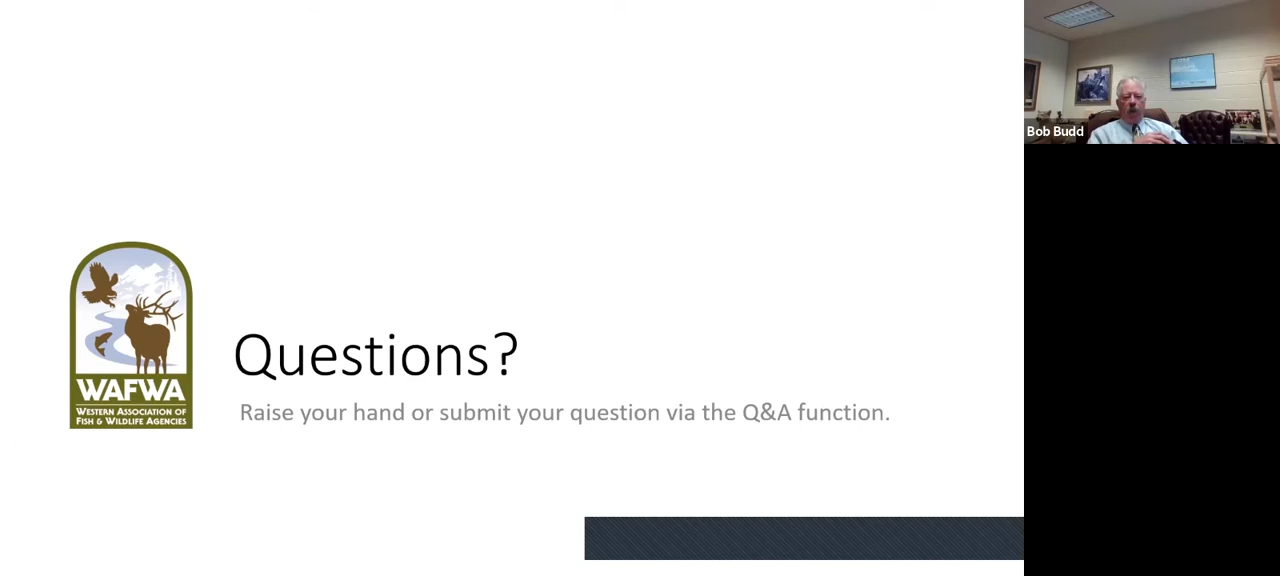 Bob Budd
WAFWA
WESTERN ASSOCIATION OF
FISH & WILDLIFE AGENCIES
Questions?
Raise your hand or submit your question via the Q&A function.